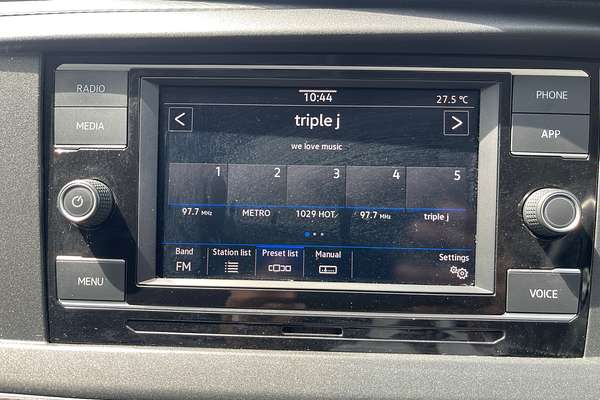 RADIO
MEDIA
MENU
10:44
27.5 °C
<
triple j
>
we love music
1 2 3 4 5
97.7 MHz METRO 1029 HOT 97.7 MHz triple j
Band
FM
Station list
Preset list
Manual
Settings
PHONE
APP
VOICE